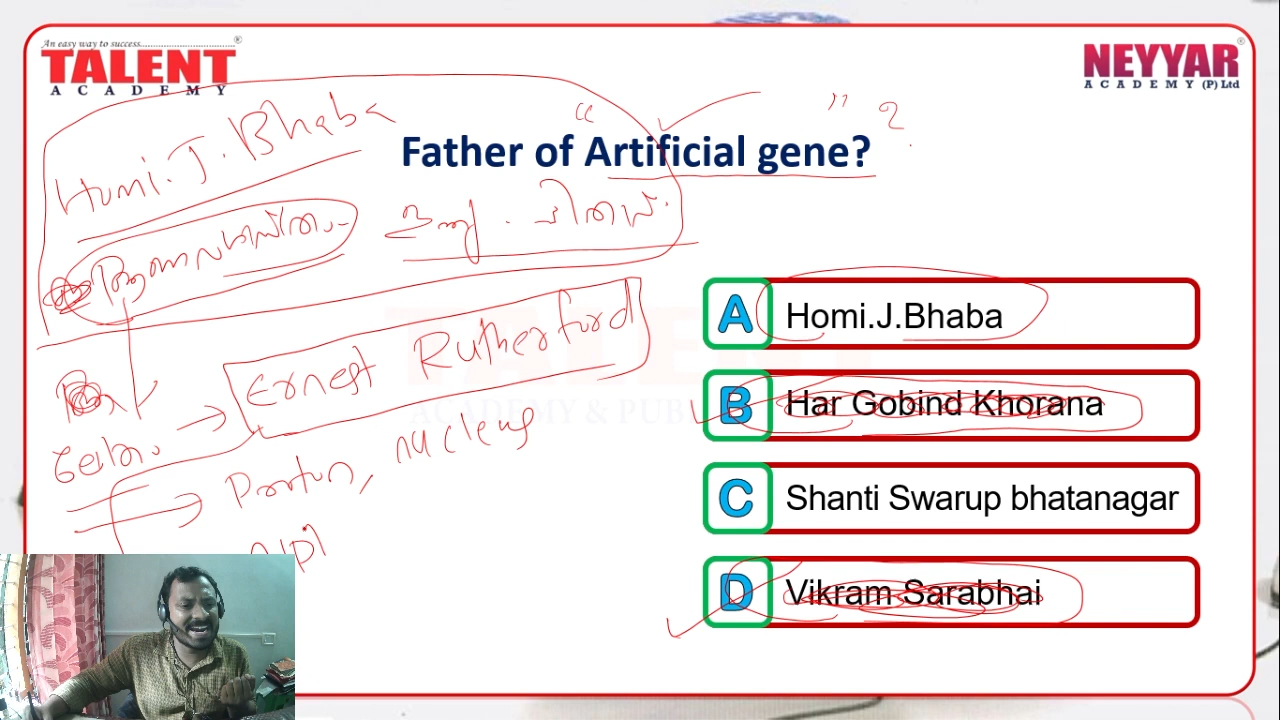 An easy way to success
TALENT
ACADEMY
NEYYAR
ACADEMY (P) Ltd
Homi. J. Bhaba
“ ” ?
Father of Artificial gene?
A Homi.J.Bhaba
Ernest Rutherford
B Har Gobind Khorana
nucleus
Proton,
C Shanti Swarup bhatanagar
D Vikram Sarabhai